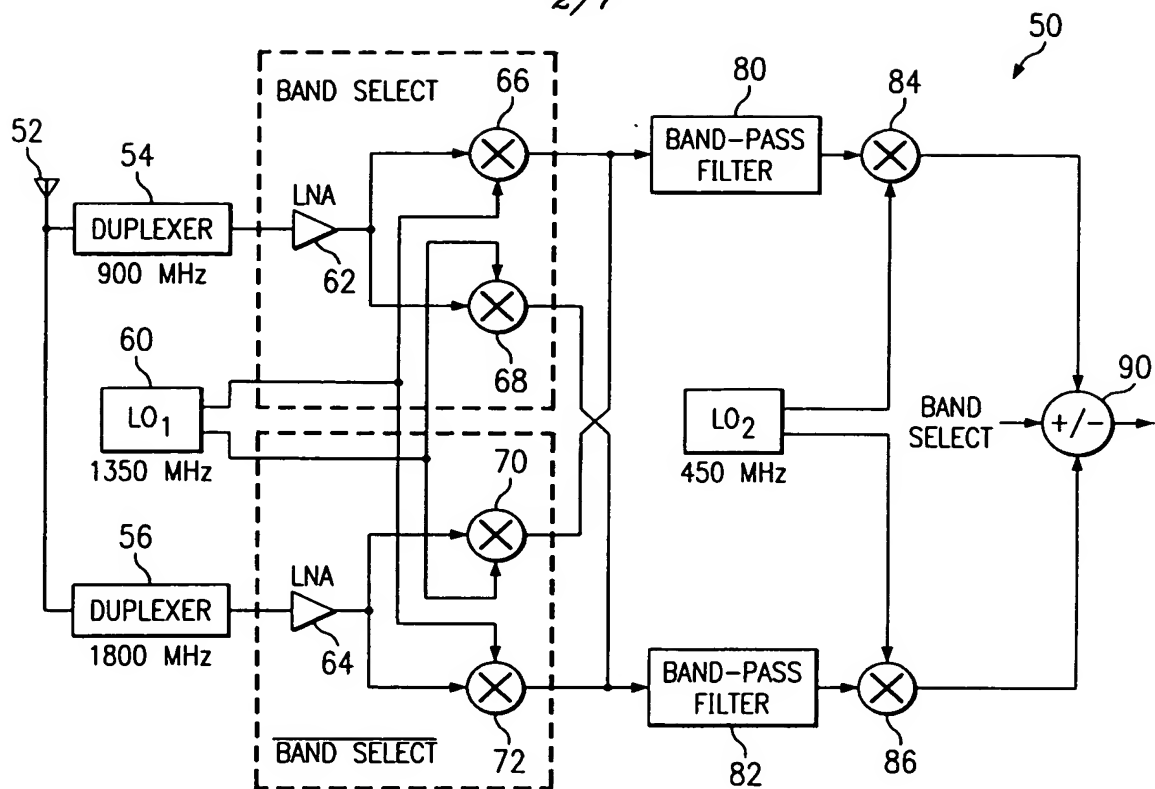 2/7
50
BAND SELECT
66
80
84
52
54
BAND-PASS
FILTER
LNA
DUPLEXER
900 MHz
62
60
68
90
LO1
LO2
BAND
SELECT
+/-
1350 MHz
70
450 MHz
56
LNA
DUPLEXER
BAND-PASS
FILTER
1800 MHz
64
BAND SELECT
72
82
86